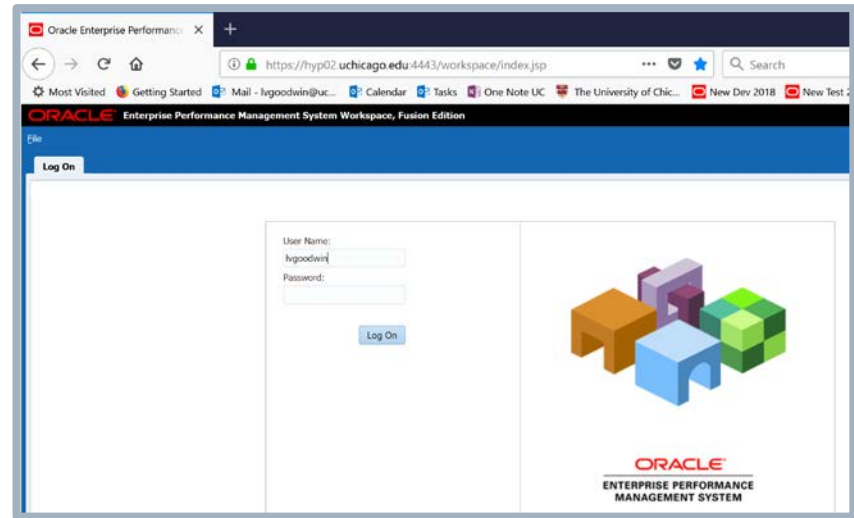 Oracle Enterprise Performanc
https://hyp02.uchicago.edu:4443/workspace/index.jsp
Search
Most Visited Getting Started Mail - lvgoodwin@uc... Calendar Tasks One Note UC The University of Chic... New Dev 2018 New Test 2
ORACLE Enterprise Performance Management System Workspace, Fusion Edition
File
Log On
User Name:
lvgoodwin
Password:
Log On
ORACLE
ENTERPRISE PERFORMANCE
MANAGEMENT SYSTEM